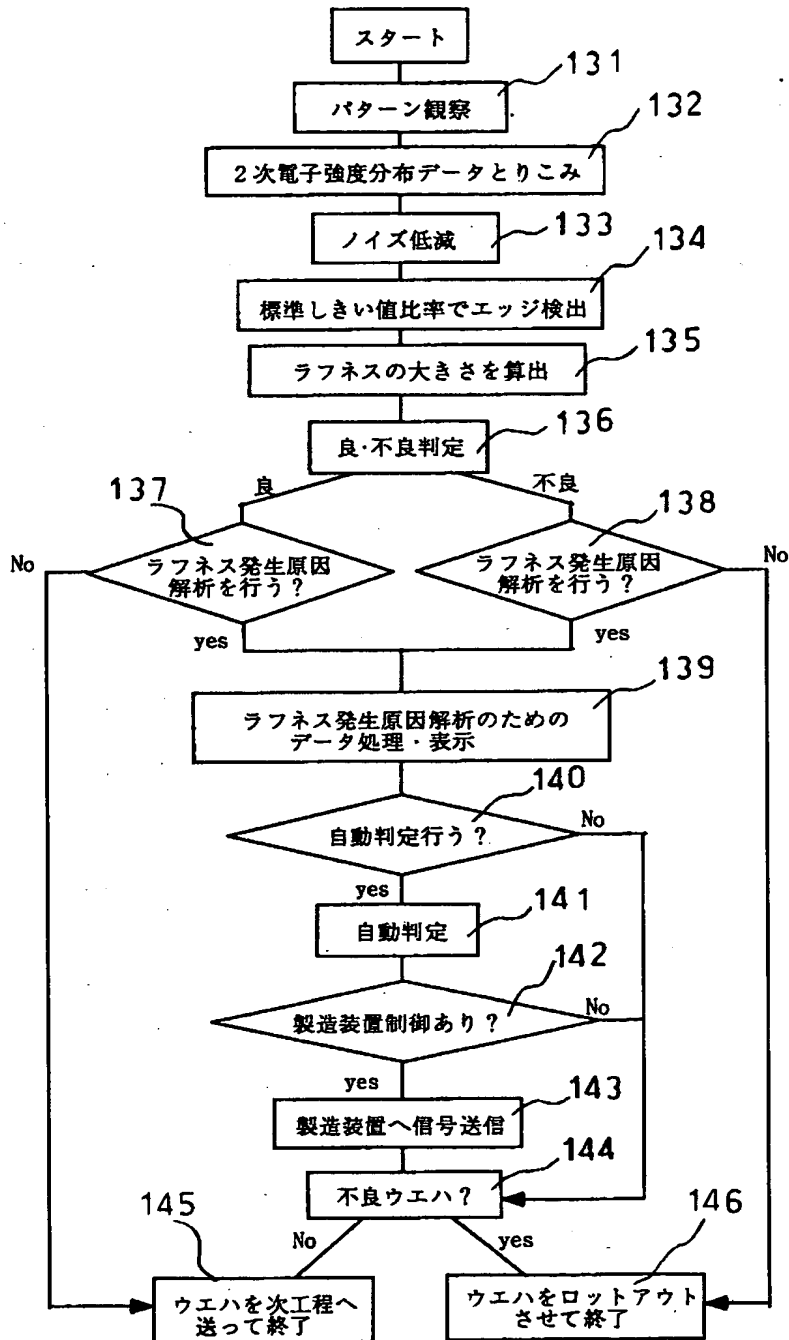 スタート
131
パターン観察
132
2次電子強度分布データとりこみ
ノイズ低減
133
134
標準しきい値比率でエッジ検出
135
ラフネスの大きさを算出
136
良・不良判定
137
良
不良
138
No
ラフネス発生原因
解析を行う?
ラフネス発生原因
解析を行う?
No
yes
yes
139
ラフネス発生原因解析のための
データ処理・表示
140
自動判定行う?
No
yes
141
自動判定
142
製造装置制御あり?
No
yes
143
製造装置へ信号送信
144
不良ウエハ?
145
No
yes
146
ウエハを次工程へ
送って終了
ウエハをロットアウト
させて終了